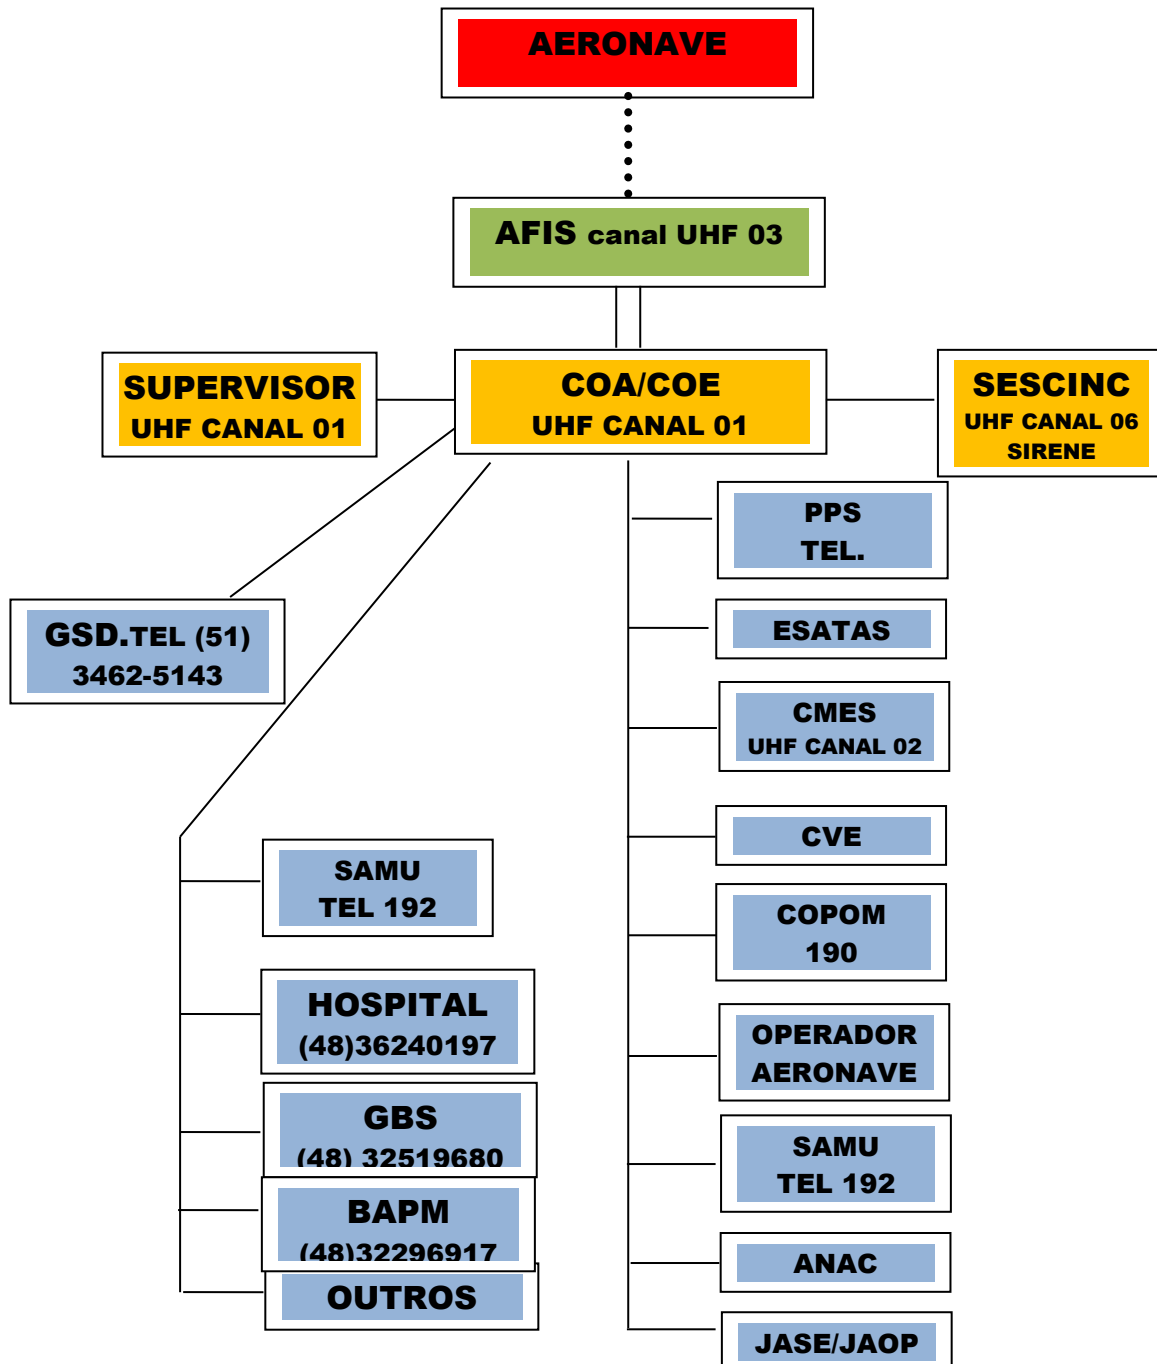 AERONAVE
AFIS canal UHF 03
SUPERVISOR
UHF CANAL 01
COA/COE
UHF CANAL 01
SESCINC
UHF CANAL 06
SIRENE
PPS
TEL.
GSD.TEL (51)
3462-5143
ESATAS
CMES
UHF CANAL 02
CVE
SAMU
TEL 192
COPOM
190
HOSPITAL
(48)36240197
OPERADOR
AERONAVE
GBS
(48) 32519680
SAMU
TEL 192
BAPM
(48)32296917
ANAC
OUTROS
JASE/JAOP